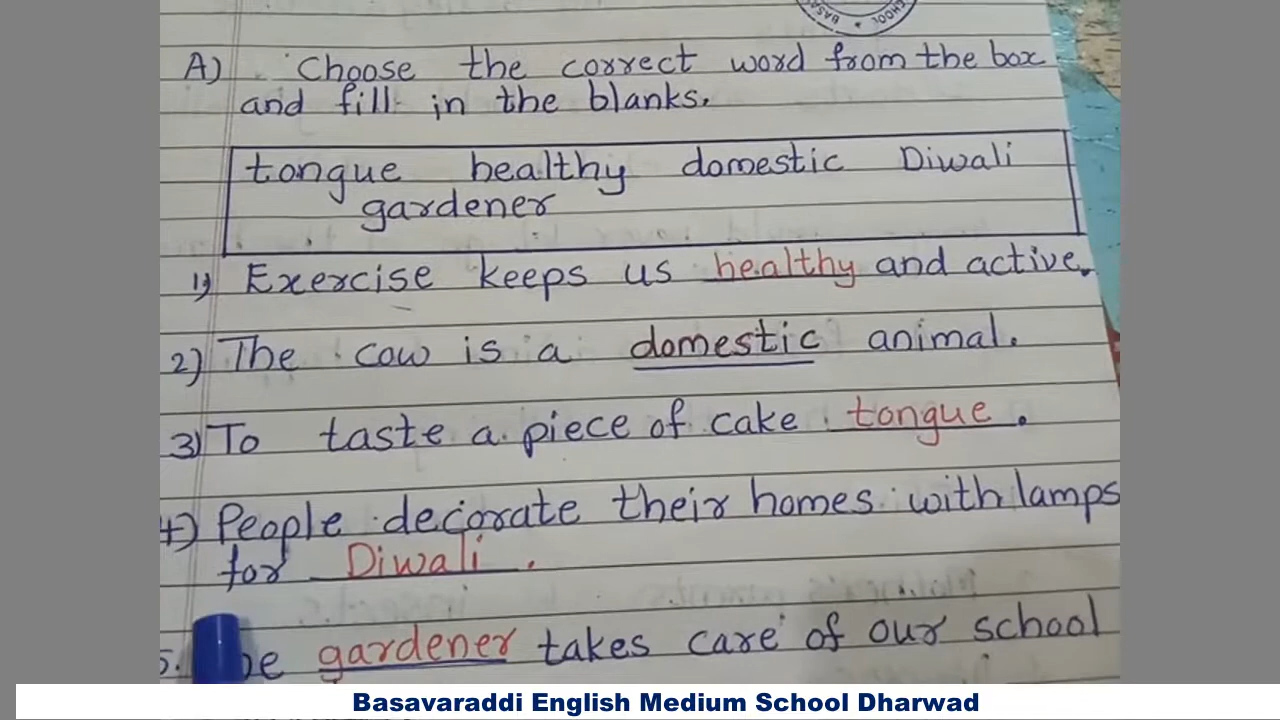 A) Choose the correct word from the box
and fill in the blanks.
tongue healthy domestic Diwali
gardener
1) Exercise keeps us healthy and active.
2) The cow is a domestic animal.
3) To taste a piece of cake tongue.
4) People decorate their homes with lamps
for Diwali.
5. he gardener takes care of our school
Basavaraddi English Medium School Dharwad